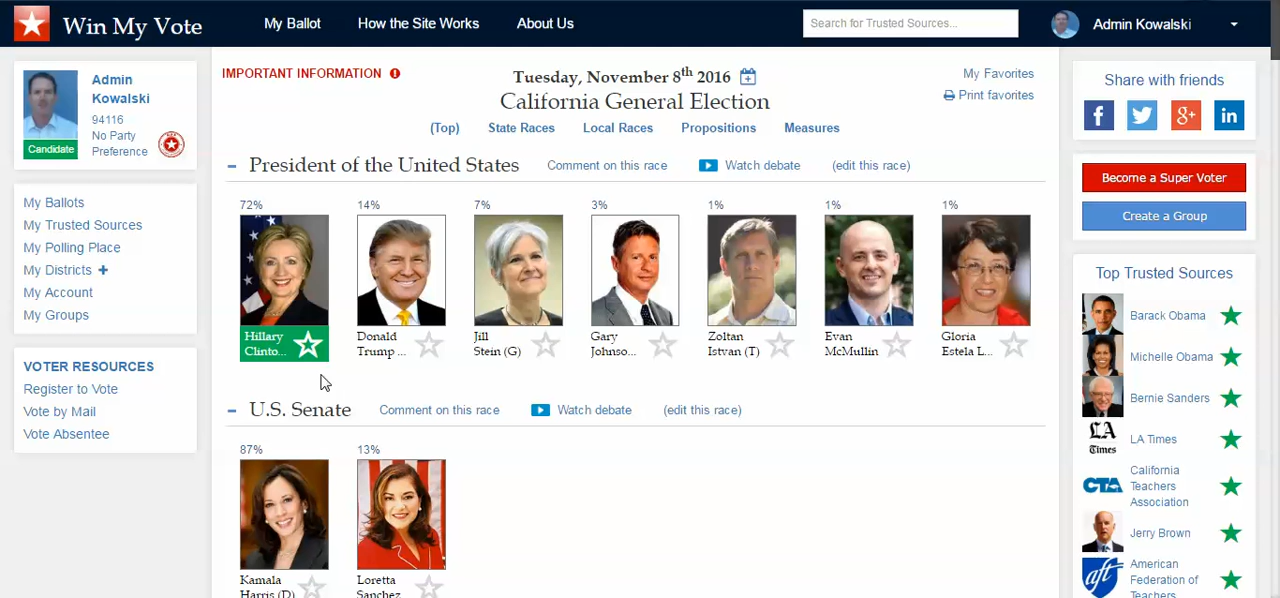 Win My Vote
My Ballot
How the Site Works
About Us
Search for Trusted Sources...
Admin Kowalski
Admin
Kowalski
94116
No Party
Preference
Candidate
My Ballots
My Trusted Sources
My Polling Place
My Districts +
My Account
My Groups
VOTER RESOURCES
Register to Vote
Vote by Mail
Vote Absentee
IMPORTANT INFORMATION
Tuesday, November 8th 2016
California General Election
My Favorites
Print favorites
(Top)
State Races
Local Races
Propositions
Measures
President of the United States
Comment on this race
Watch debate
(edit this race)
72%
14%
7%
3%
1%
1%
1%
Hillary
Clinto...
Donald
Trump ...
Jill
Stein (G)
Gary
Johnso...
Zoltan
Istvan (T)
Evan
McMullin
Gloria
Estela L...
U.S. Senate
Comment on this race
Watch debate
(edit this race)
87%
13%
Kamala
Harris (D)
Loretta
Sanchez
Share with friends
f
g+
in
Become a Super Voter
Create a Group
Top Trusted Sources
Barack Obama
Michelle Obama
Bernie Sanders
LA
Times
LA Times
CTA
California
Teachers
Association
Jerry Brown
aft
American
Federation of
Teachers